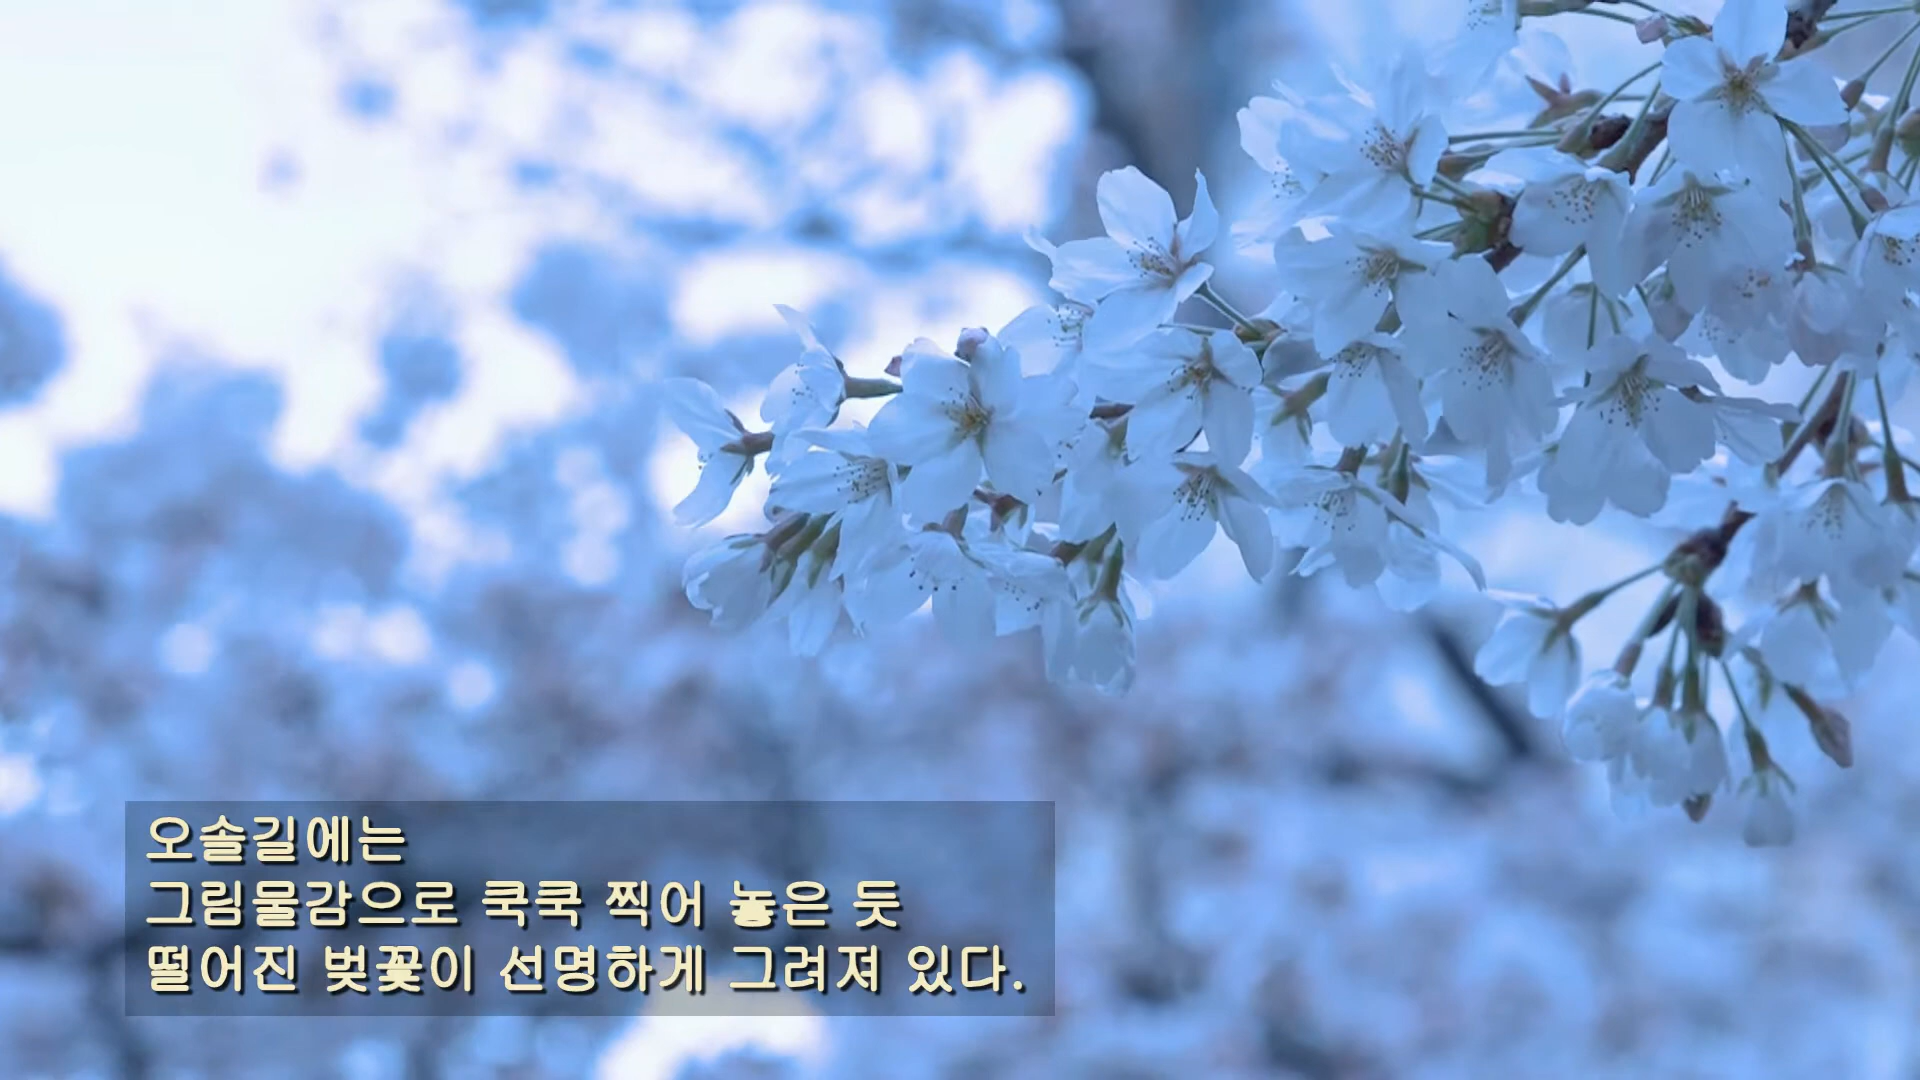 오솔길에는
그림물감으로 쿡쿡 찍어 놓은 듯
떨어진 벚꽃이 선명하게 그려져 있다.